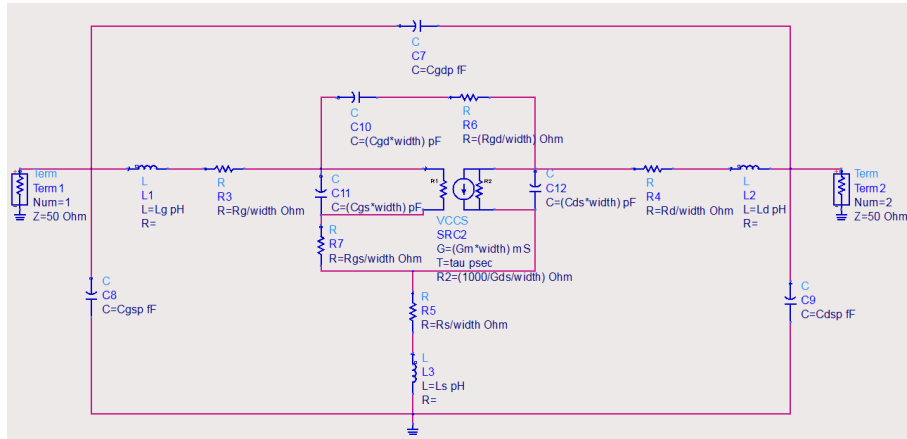 C
C7
C=Cgdp fF
C
C10
C=(Cgd*width) pF
R
R6
R=(Rgd/width) Ohm
Term
Term1
Num=1
Z=50 Ohm
L
L1
L=Lg pH
R=
R
R3
R=Rg/width Ohm
C
C11
C=(Cgs*width) pF
R1
R2
VCCS
SRC2
G=(Gm*width) mS
T=tau psec
R2=(1000/Gds/width) Ohm
C
C12
C=(Cds*width) pF
R
R4
R=Rd/width Ohm
L
L2
L=Ld pH
R=
Term
Term2
Num=2
Z=50 Ohm
R
R7
R=Rgs/width Ohm
C
C8
C=Cgsp fF
R
R5
R=Rs/width Ohm
C
C9
C=Cdsp fF
L
L3
L=Ls pH
R=